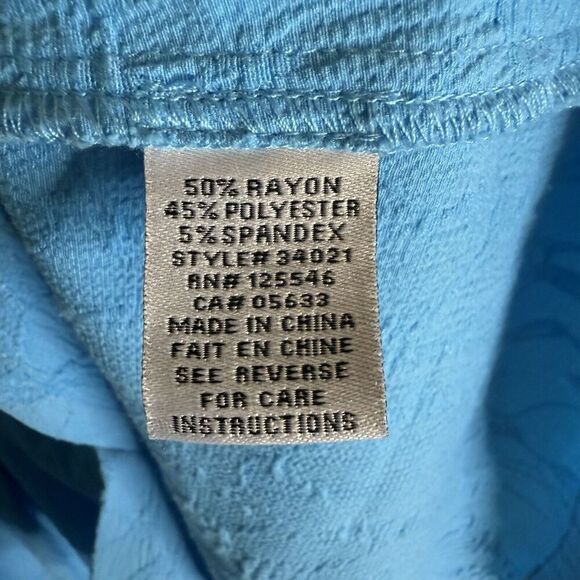 50% RAYON
45% POLYESTER
5% SPANDEX
STYLE# 34021
RN# 125546
CA# 05633
MADE IN CHINA
FAIT EN CHINE
SEE REVERSE
FOR CARE
INSTRUCTIONS